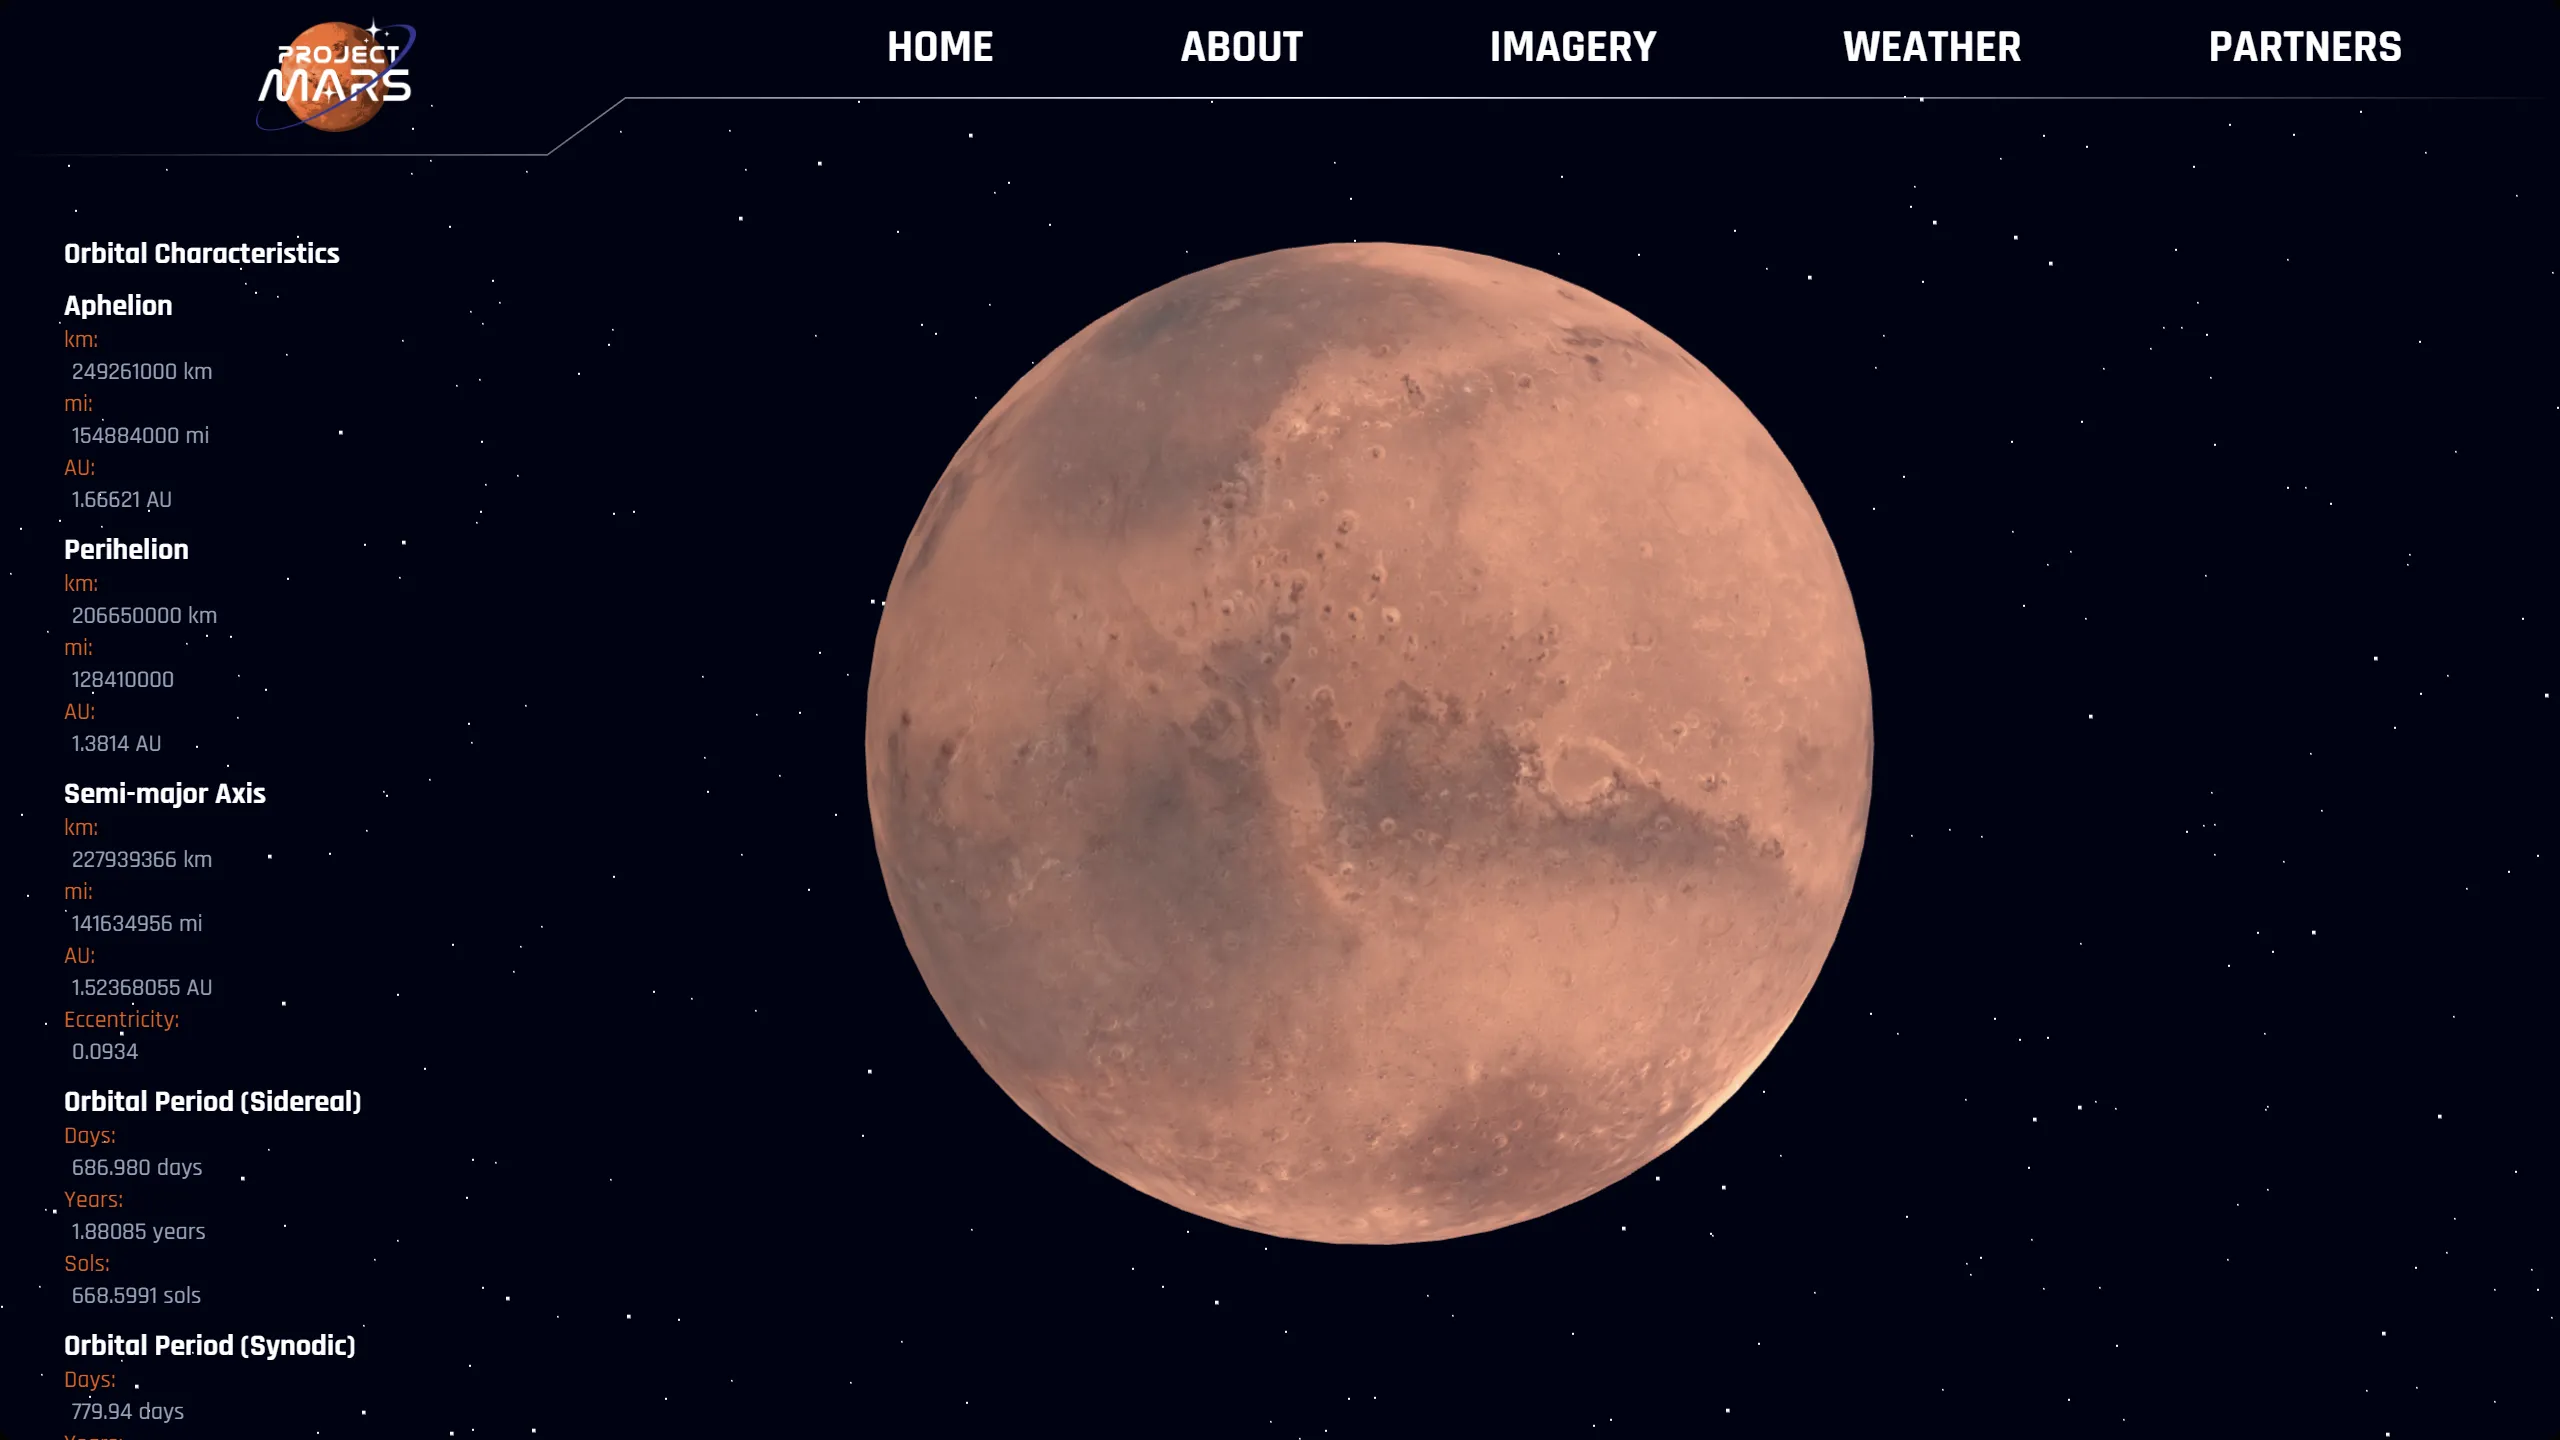 PROJECT
MARS
HOME
ABOUT
IMAGERY
WEATHER
PARTNERS
Orbital Characteristics
Aphelion
km:
249261000 km
mi:
154884000 mi
AU:
1.66621 AU
Perihelion
km:
206650000 km
mi:
128410000
AU:
1.3814 AU
Semi-major Axis
km:
227939366 km
mi:
141634956 mi
AU:
1.52368055 AU
Eccentricity:
0.0934
Orbital Period (Sidereal)
Days:
686.980 days
Years:
1.88085 years
Sols:
668.5991 sols
Orbital Period (Synodic)
Days:
779.94 days